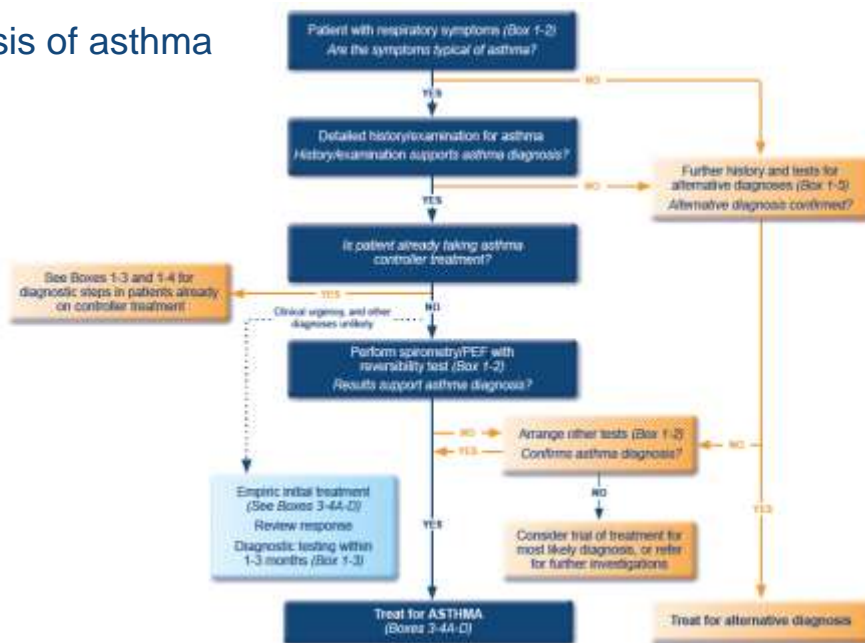 sis of asthma
Patient with respiratory symptoms (Box 1-2)
Are the symptoms typical of asthma?
NO
YES
Detailed history/examination for asthma
History/examination supports asthma diagnosis?
Further history and tests for
alternative diagnoses (Box 1-5)
Alternative diagnosis confirmed?
NO
YES
Is patient already taking asthma
controller treatment?
See Boxes 1-3 and 1-4 for
diagnostic steps in patients already
on controller treatment
YES
NO
Clinical urgency, and other
diagnoses unlikely
Perform spirometry/PEF with
reversibility test (Box 1-2)
Results support asthma diagnosis?
NO
YES
Arrange other tests (Box 1-2)
Confirms asthma diagnosis?
NO
Empiric initial treatment
(See Boxes 3-4A-D)
Review response
Diagnostic testing within
1-3 months (Box 1-3)
YES
NO
Consider trial of treatment for
most likely diagnosis, or refer
for further investigations
YES
Treat for ASTHMA
(Boxes 3-4A-D)
Treat for alternative diagnosis